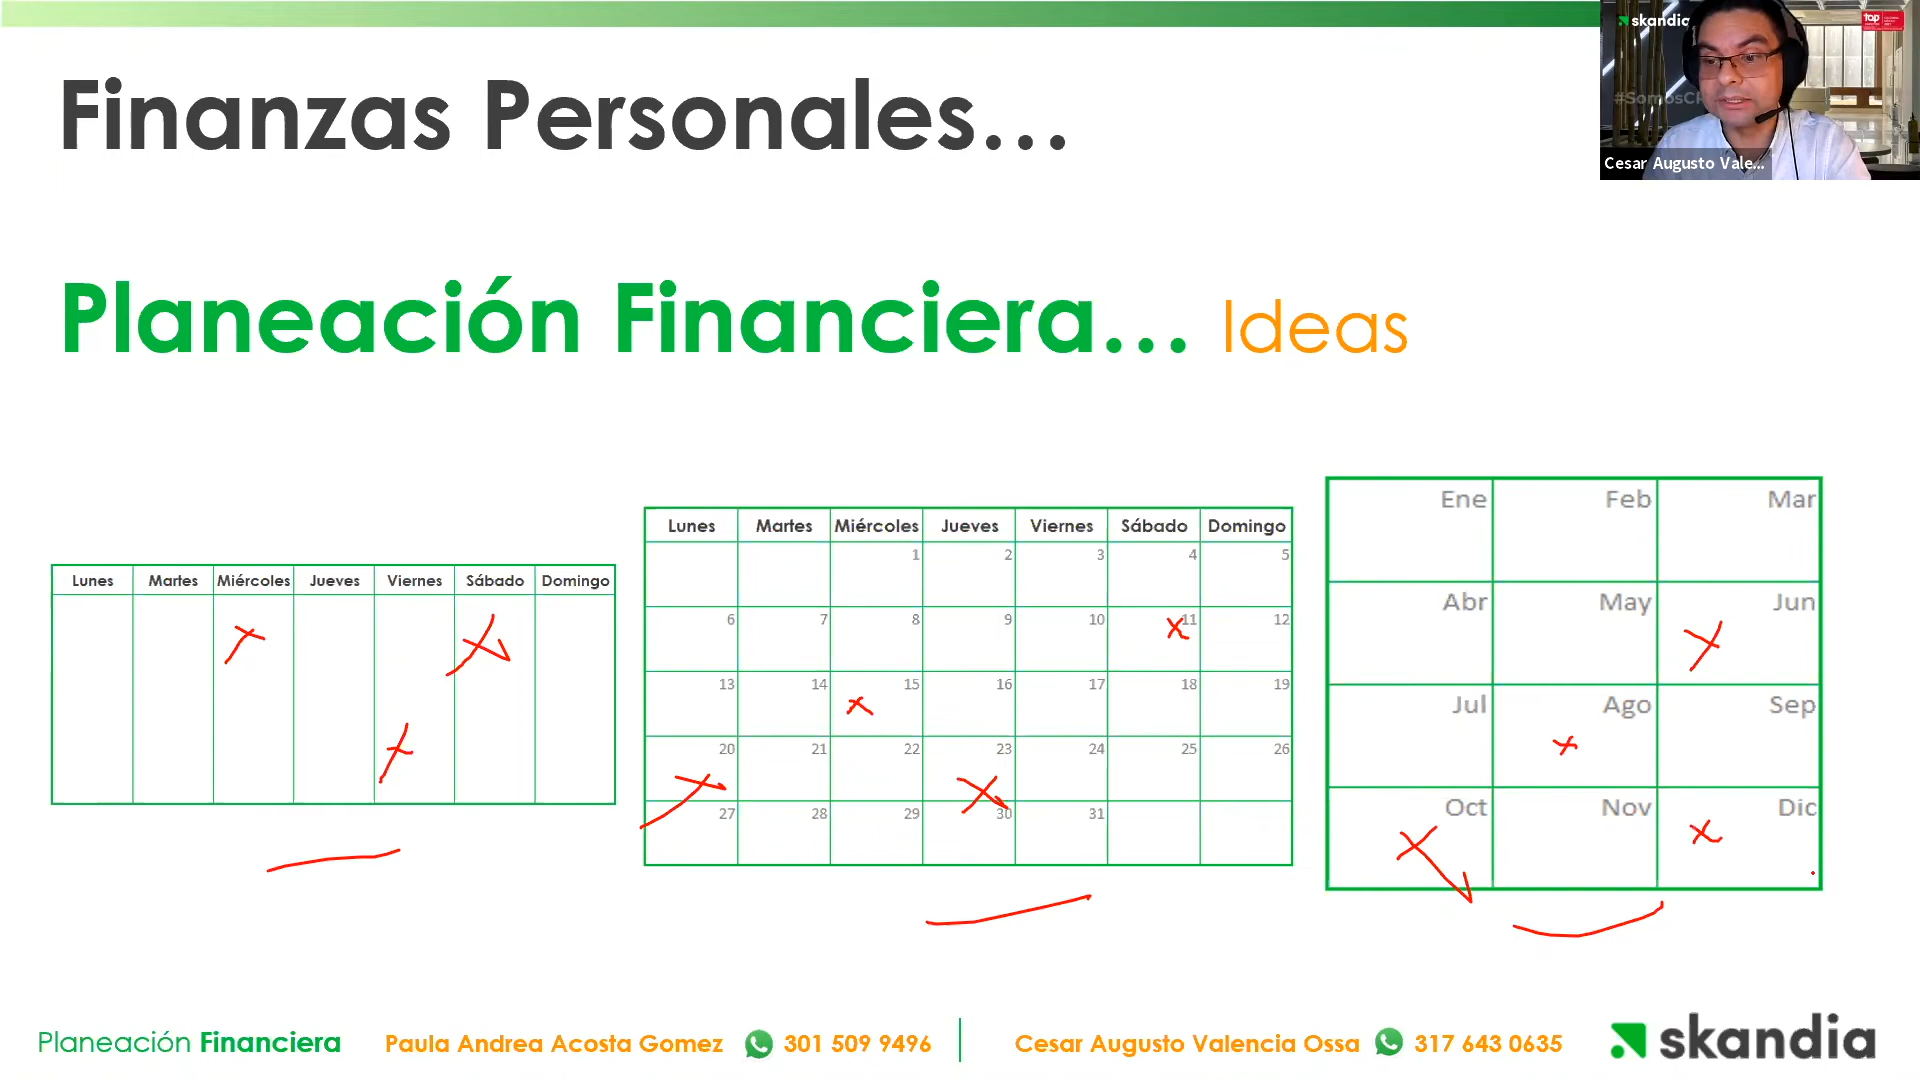 skandia
top
#SomosCR
Cesar Augusto Vale...
Finanzas Personales...
Planeación Financiera... Ideas
Lunes Martes Miércoles Jueves Viernes Sábado Domingo
Lunes Martes Miércoles Jueves Viernes Sábado Domingo
1 2 3 4 5
6 7 8 9 10 11 12
13 14 15 16 17 18 19
20 21 22 23 24 25 26
27 28 29 30 31
Ene Feb Mar
Abr May Jun
Jul Ago Sep
Oct Nov Dic
Planeación Financiera Paula Andrea Acosta Gomez 301 509 9496 Cesar Augusto Valencia Ossa 317 643 0635 skandia